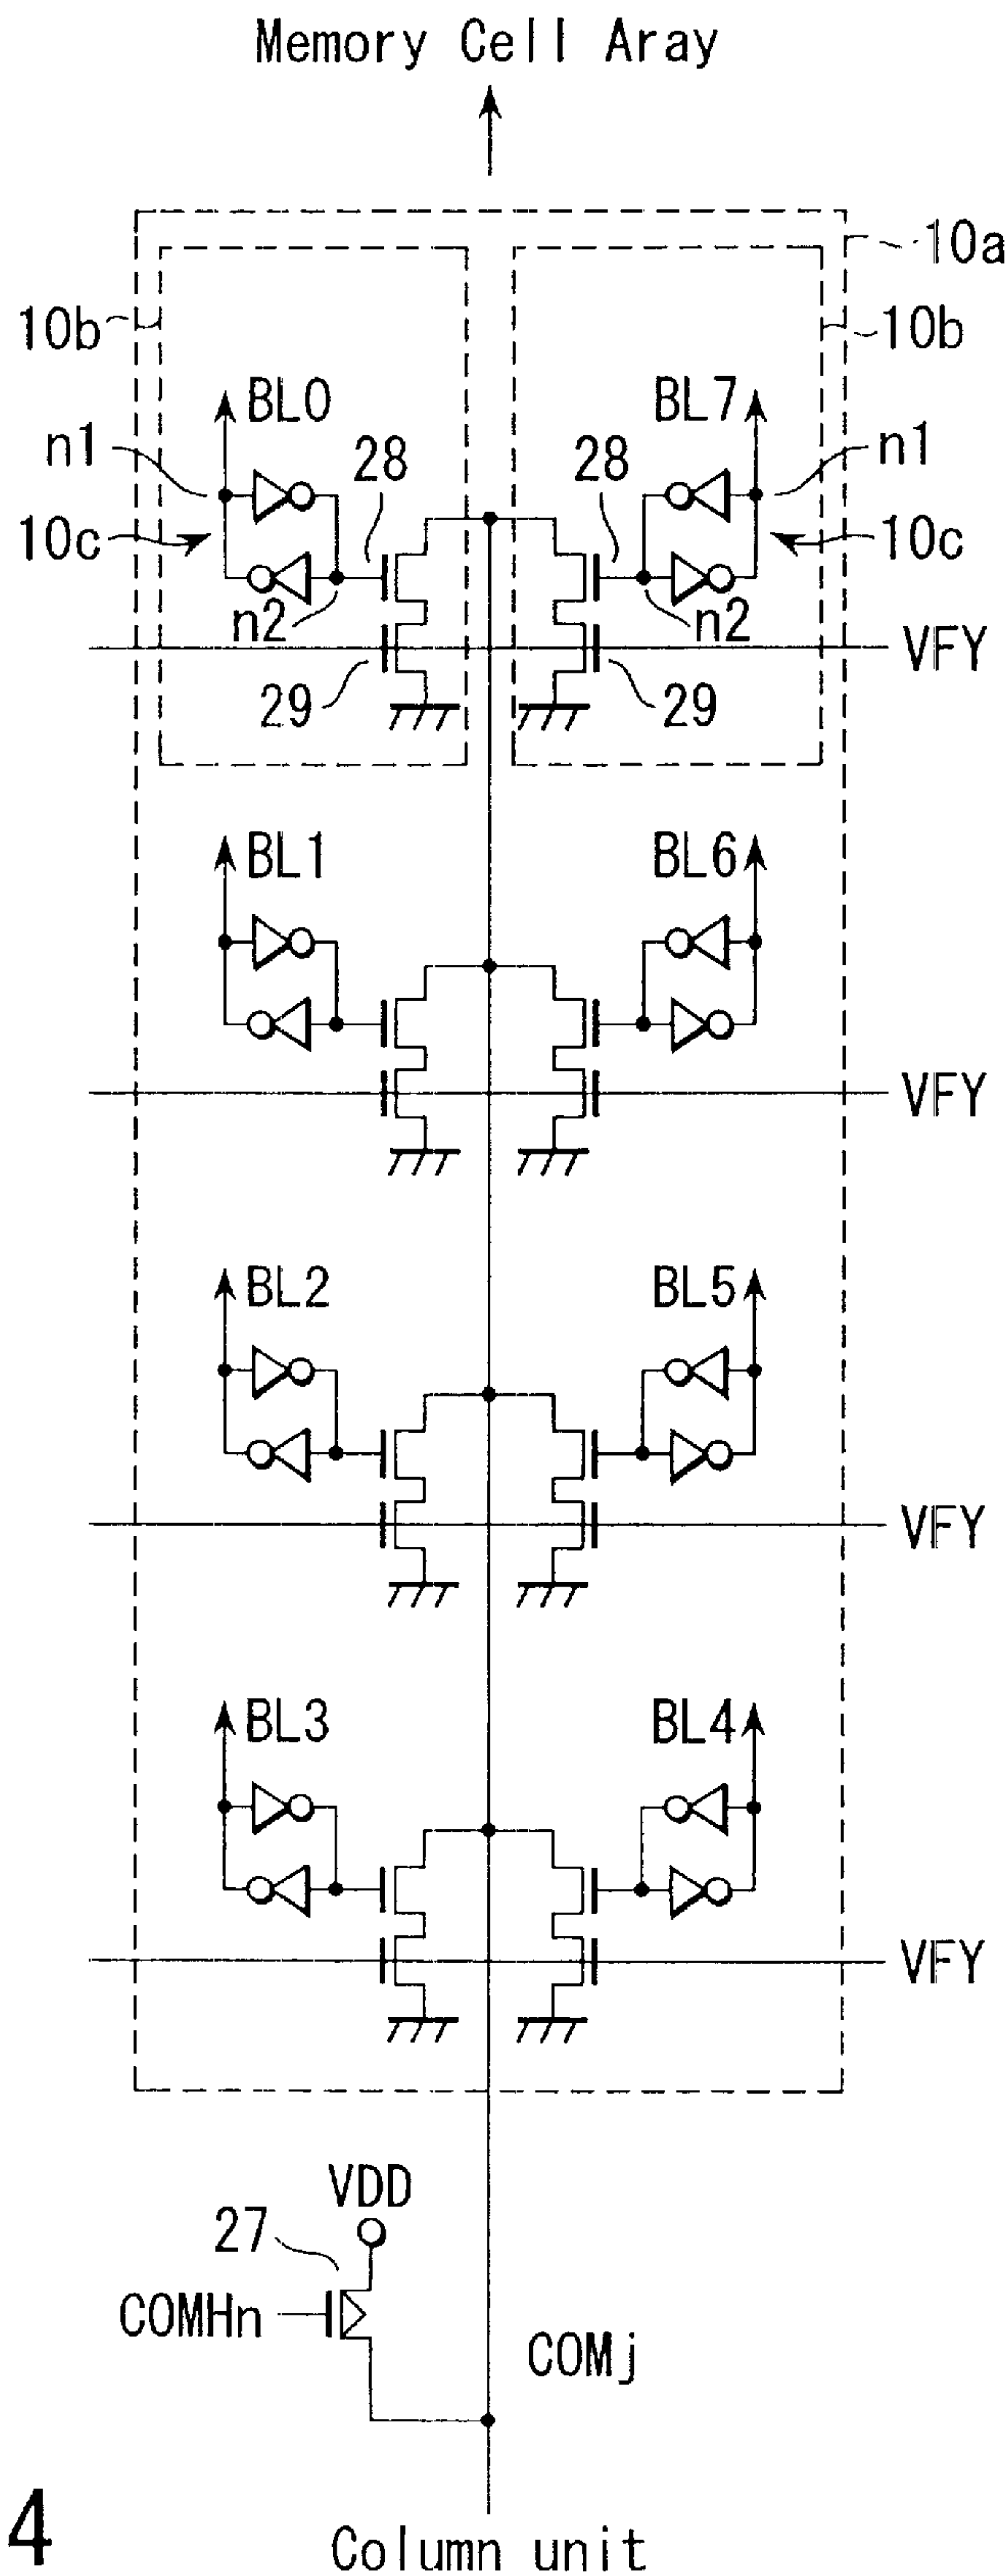 Memory Cell Aray
10a
10b
10b
BL0
BL7
n1
28
28
n1
10c
10c
n2
n2
VFY
29
29
BL1
BL6
VFY
BL2
BL5
VFY
BL3
BL4
VFY
VDD
27
COMHn
COMj
4
Column unit